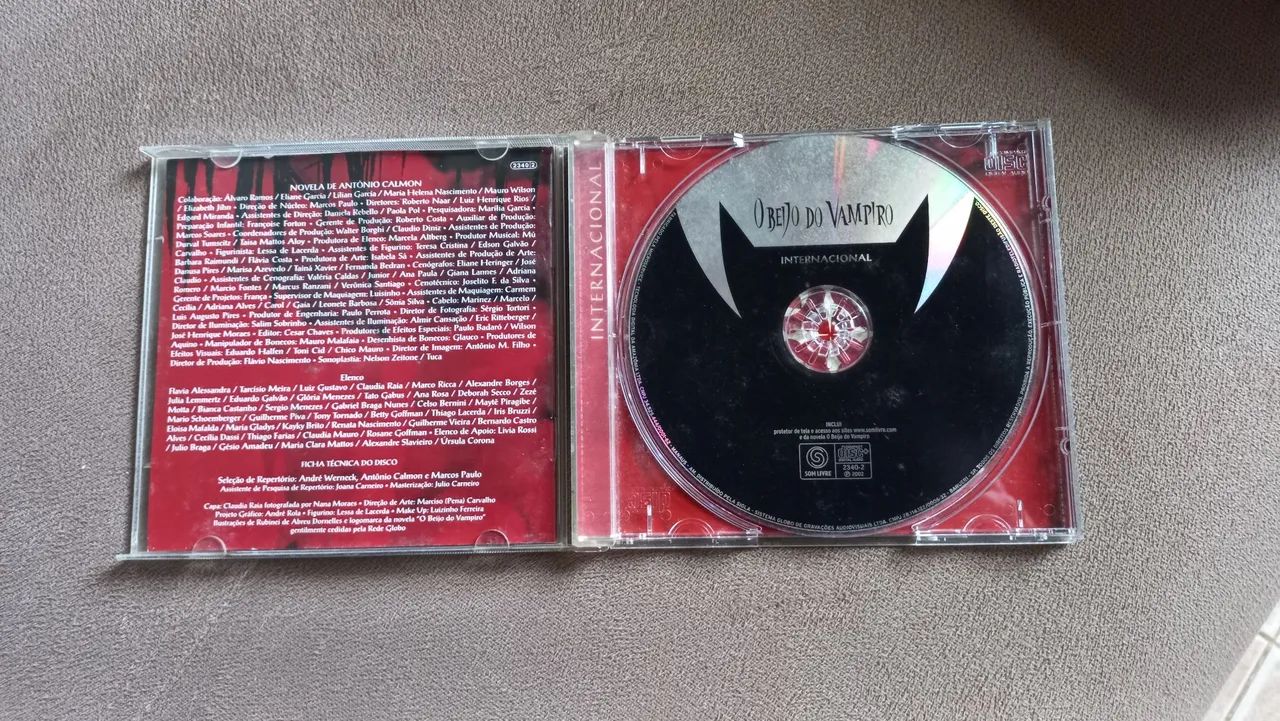 2340 2
NOVELA DE ANTÔNIO CALMON
Colaboração: Álvaro Ramos / Eliane Garcia / Lilian Garcia / Maria Helena Nascimento / Mauro Wilson
/ Elizabeth Jihn • Direção de Núcleo: Marcos Paulo • Diretores: Roberto Naar / Luiz Henrique Rios /
Edgard Miranda • Assistentes de Direção: Daniela Rebello / Paola Pol • Pesquisadora: Marília Garcia •
Preparação Infantil: Françoise Forton • Gerente de Produção: Roberto Costa • Auxiliar de Produção:
Marcos Soares • Coordenadores de Produção: Walter Borghi / Claudio Diniz • Assistentes de Produção:
Durval Tumscitz / Taisa Mattos Aloy • Produtora de Elenco: Marcela Altberg • Produtor Musical: Mú
Carvalho • Figurinista: Lessa de Lacerda • Assistentes de Figurino: Teresa Cristina / Edson Galvão /
Barbara Raimundi / Flávia Costa • Produtora de Arte: Isabela Sá • Assistentes de Produção de Arte:
Danusa Pires / Marisa Azevedo / Tainá Xavier / Fernanda Bedran • Cenógrafos: Eliane Heringer / José
Claudio • Assistentes de Cenografia: Valéria Caldas / Junior / Ana Paula / Giana Lannes / Adriana
Romero / Marcio Fontes / Marcus Ranzani / Verônica Santiago • Cenotécnico: Joselito F. da Silva •
Gerente de Projetos: França • Supervisor de Maquiagem: Luisinho • Assistentes de Maquiagem: Carmem
Cecília / Adriana Alves / Carol / Gaia / Leonete Barbosa / Sônia Silva • Cabelo: Marinez / Marcelo /
Luis Augusto Pires • Produtor de Engenharia: Paulo Perrota • Diretor de Fotografia: Sérgio Tortori •
Diretor de Iluminação: Salim Sobrinho • Assistentes de Iluminação: Almir Cansação / Eric Ritteberger /
José Henrique Moraes • Editor: Cesar Chaves • Produtores de Efeitos Especiais: Paulo Badaró / Wilson
Aquino • Manipulador de Bonecos: Mauro Malafaia • Desenhista de Bonecos: Glauco • Produtores de
Efeitos Visuais: Eduardo Halfen / Toni Cid / Chico Mauro • Diretor de Imagem: Antônio M. Filho •
Diretor de Produção: Flávio Nascimento • Sonoplastia: Nelson Zeitone / Tuca
Elenco
Flavia Alessandra / Tarcísio Meira / Luiz Gustavo / Claudia Raia / Marco Ricca / Alexandre Borges /
Julia Lemmertz / Eduardo Galvão / Glória Menezes / Tato Gabus / Ana Rosa / Deborah Secco / Zezé
Motta / Bianca Castanho / Sergio Menezes / Gabriel Braga Nunes / Celso Bernini / Maytê Piragibe /
Mario Schoemberger / Guilherme Piva / Tony Tornado / Betty Goffman / Thiago Lacerda / Iris Bruzzi /
Eloisa Mafalda / Maria Gladys / Kayky Brito / Renata Nascimento / Guilherme Vieira / Bernardo Castro
Alves / Cecília Dassi / Thiago Farias / Claudia Mauro / Rosane Goffman • Elenco de Apoio: Livia Rossi
/ Julio Braga / Gésio Amadeu / Maria Clara Mattos / Alexandre Slavieiro / Úrsula Corona
FICHA TÉCNICA DO DISCO
Seleção de Repertório: André Werneck, Antônio Calmon e Marcos Paulo
Assistente de Pesquisa de Repertório: Joana Carneiro • Masterização: Julio Carneiro
Capa: Claudia Raia fotografada por Nana Moraes • Direção de Arte: Marciso (Pena) Carvalho
Projeto Gráfico: André Rola • Figurino: Lessa de Lacerda • Make Up: Luizinho Ferreira
Ilustrações de Rubinei de Abreu Dornelles e logomarca da novela "O Beijo do Vampiro"
gentilmente cedidas pela Rede Globo
INTERNACIONAL
O BEIJO DO VAMPIRO
INTERNACIONAL
INCLUI
protetor de tela e acesso aos sites www.somlivre.com
e da novela O Beijo do Vampiro
SOM LIVRE
COMPACT
disc+
DIGITAL AUDIO
2340-2
℗ 2002
SISTEMA GLOBO DE GRAVAÇÕES AUDIOVISUAIS LTDA.
disc